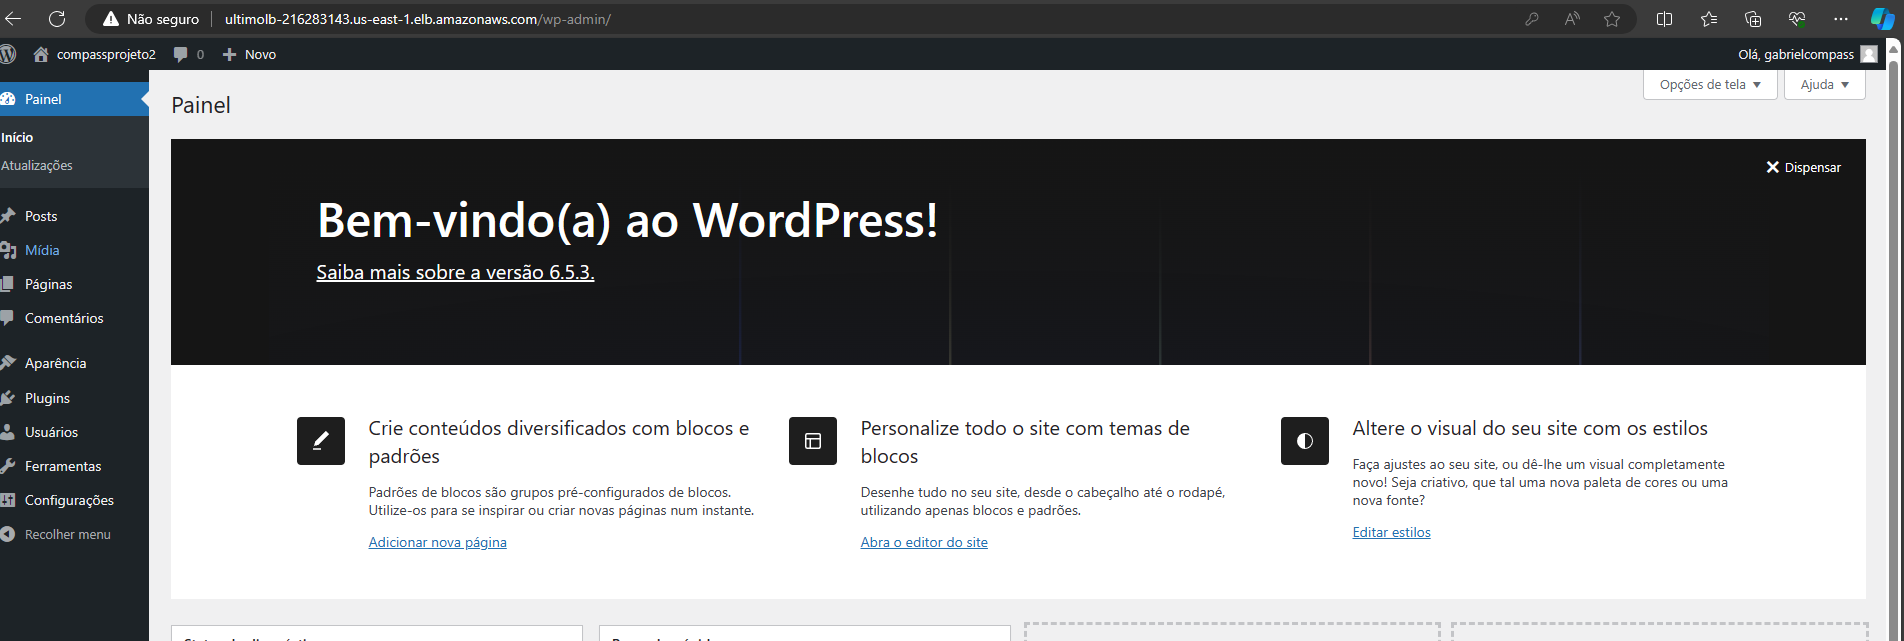 Não seguro
ultimolb-216283143.us-east-1.elb.amazonaws.com/wp-admin/
compassprojeto2
0
Novo
Olá, gabrielcompass
Painel
Início
Atualizações
Posts
Mídia
Páginas
Comentários
Aparência
Plugins
Usuários
Ferramentas
Configurações
Recolher menu
Painel
Opções de tela
Ajuda
Dispensar
Bem-vindo(a) ao WordPress!
Saiba mais sobre a versão 6.5.3.
Crie conteúdos diversificados com blocos e
padrões
Padrões de blocos são grupos pré-configurados de blocos.
Utilize-os para se inspirar ou criar novas páginas num instante.
Adicionar nova página
Personalize todo o site com temas de
blocos
Desenhe tudo no seu site, desde o cabeçalho até o rodapé,
utilizando apenas blocos e padrões.
Abra o editor do site
Altere o visual do seu site com os estilos
Faça ajustes ao seu site, ou dê-lhe um visual completamente
novo! Seja criativo, que tal uma nova paleta de cores ou uma
nova fonte?
Editar estilos